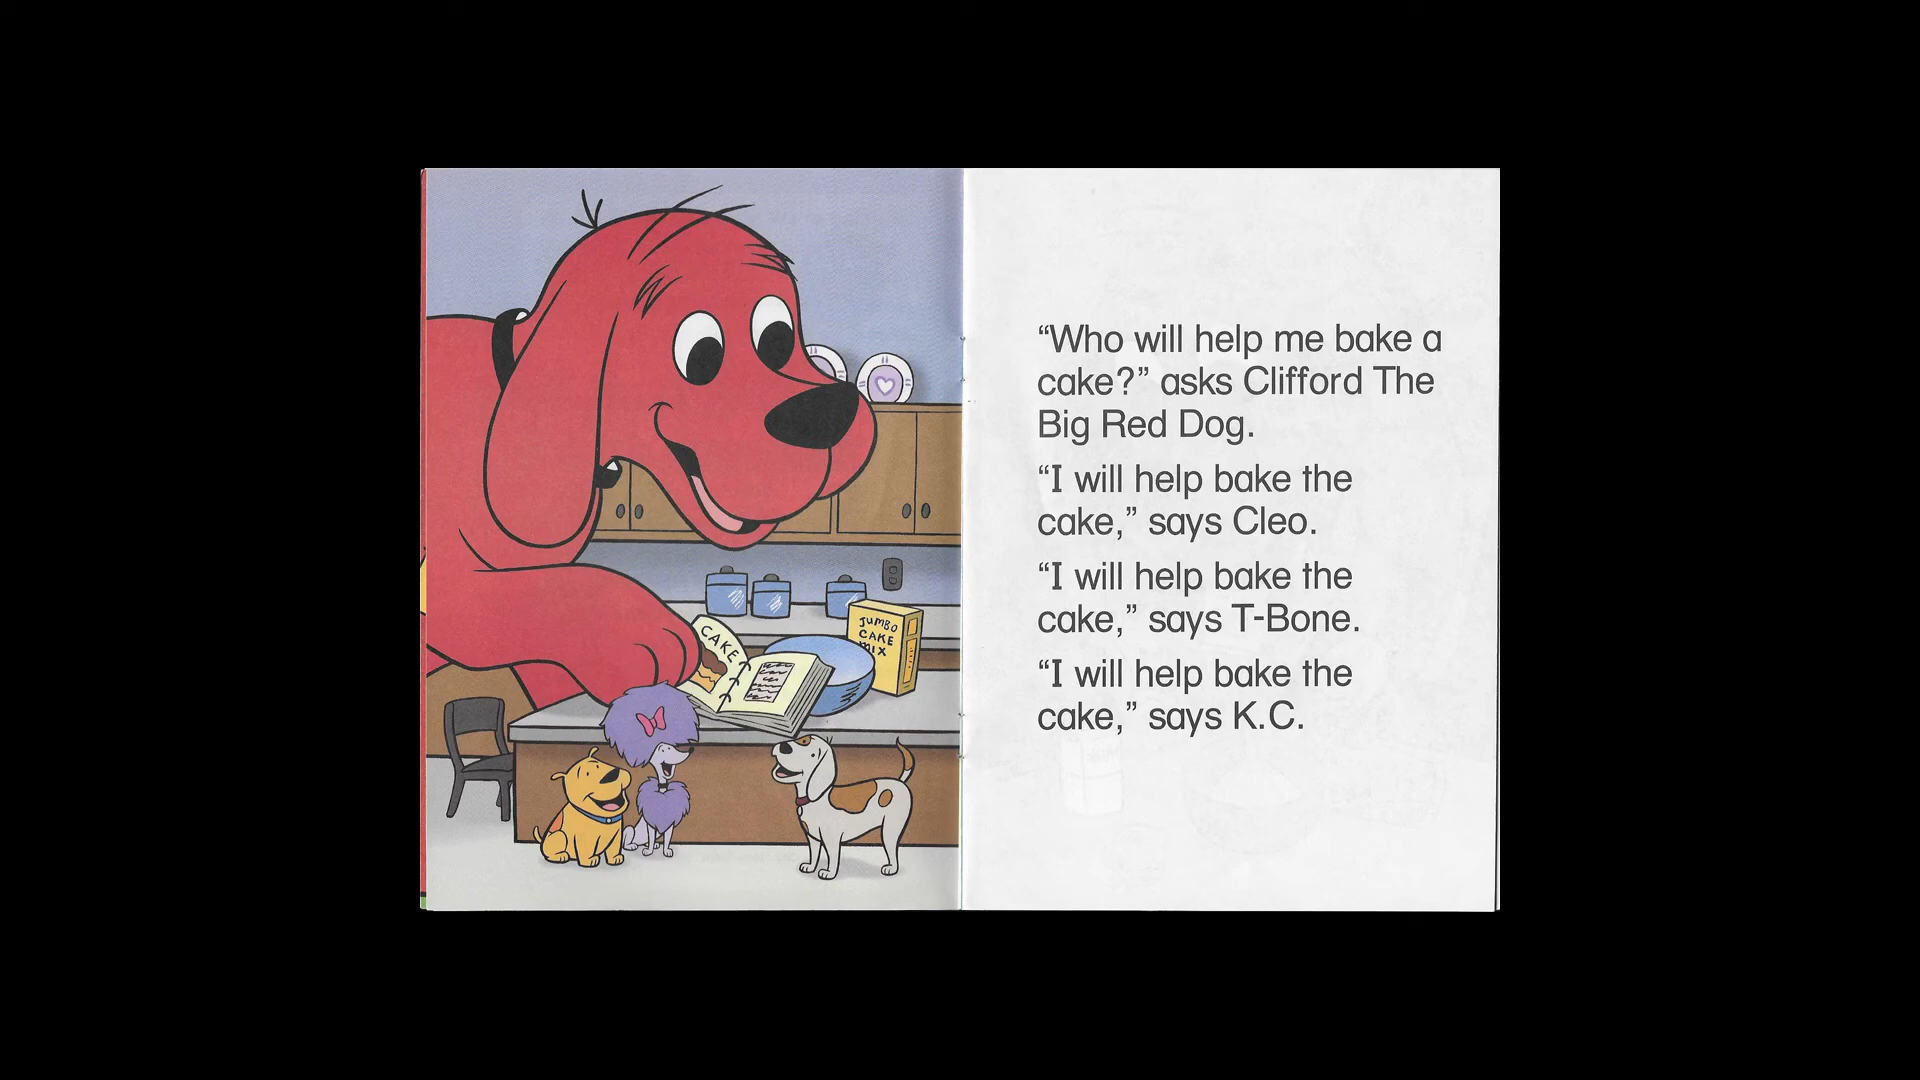 CAKE
JUMBO
CAKE
MIX
“Who will help me bake a
cake?” asks Clifford The
Big Red Dog.
“I will help bake the
cake,” says Cleo.
“I will help bake the
cake,” says T-Bone.
“I will help bake the
cake,” says K.C.